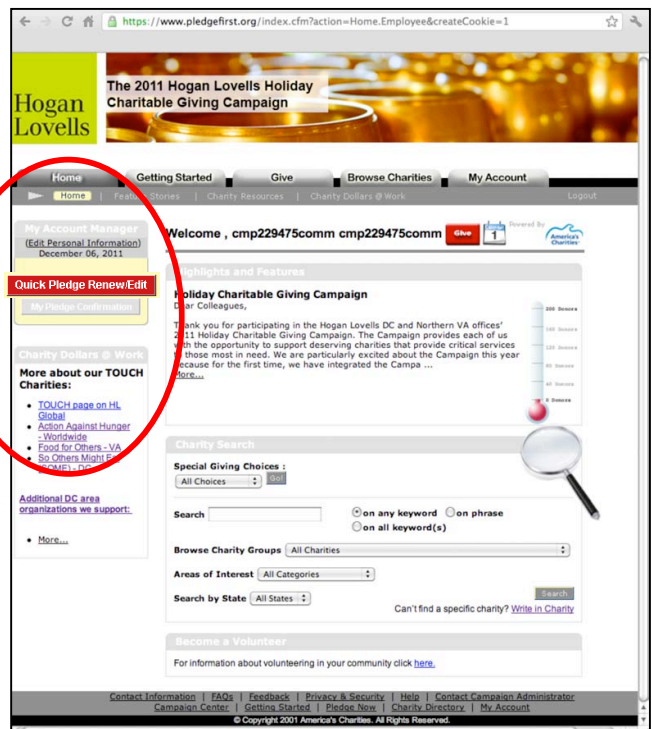 https://www.pledgefirst.org/index.cfm?action=Home.Employee&createCookie=1
Hogan
Lovells
The 2011 Hogan Lovells Holiday
Charitable Giving Campaign
Home
Getting Started
Give
Browse Charities
My Account
Home | Feature Stories | Charity Resources | Charity Dollars @ Work
Logout
My Account Manager
(Edit Personal Information)
December 06, 2011
Quick Pledge Renew/Edit
My Pledge Confirmation
Charity Dollars @ Work
More about our TOUCH
Charities:
• TOUCH page on HL
Global
• Action Against Hunger
- Worldwide
• Food for Others - VA
• So Others Might Eat
(SOME) - DC
Additional DC area
organizations we support:
• More...
Welcome , cmp229475comm cmp229475comm
Give
1
Powered By
America's
Charities
Highlights and Features
Holiday Charitable Giving Campaign
Dear Colleagues,
Thank you for participating in the Hogan Lovells DC and Northern VA offices'
2011 Holiday Charitable Giving Campaign. The Campaign provides each of us
with the opportunity to support deserving charities that provide critical services
to those most in need. We are particularly excited about the Campaign this year
because for the first time, we have integrated the Campa ...
More...
200 Donors
160 Donors
120 Donors
80 Donors
40 Donors
0 Donors
Charity Search
Special Giving Choices :
All Choices
Go!
Search
on any keyword
on phrase
on all keyword(s)
Browse Charity Groups All Charities
Areas of Interest All Categories
Search by State All States
Search
Can't find a specific charity? Write in Charity
Become a Volunteer
For information about volunteering in your community click here.
Contact Information | FAQs | Feedback | Privacy & Security | Help | Contact Campaign Administrator
Campaign Center | Getting Started | Pledge Now | Charity Directory | My Account
© Copyright 2001 America's Charities. All Rights Reserved.